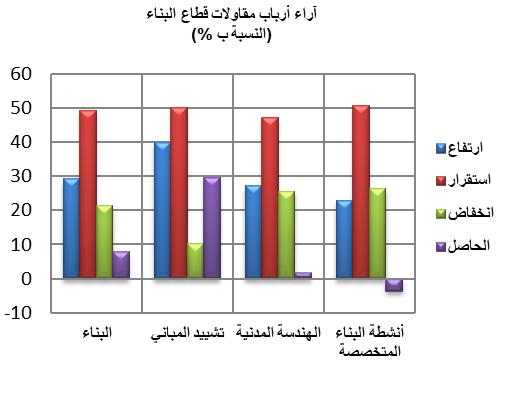 آراء أرباب مقاولات قطاع البناء
(النسبة ب %)
60
50
40
30
20
10
0
-10
ارتفاع
استقرار
انخفاض
الحاصل
البناء
تشييد المباني
الهندسة المدنية
أنشطة البناء
المتخصصة